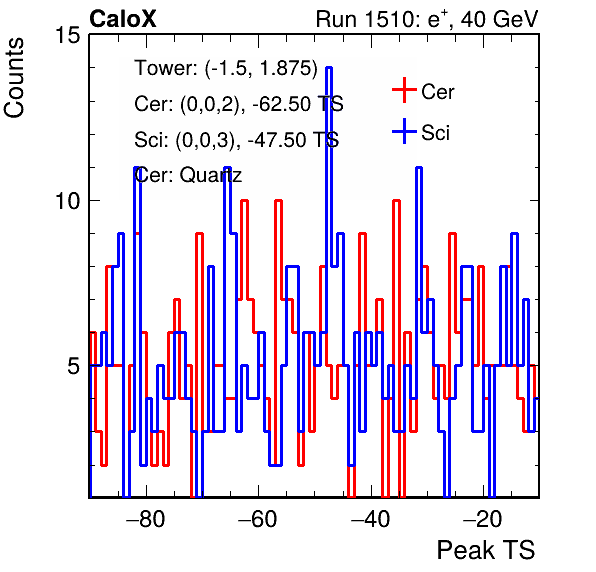 CaloX Run 1510: e+, 40 GeV
Counts
15
Tower: (-1.5, 1.875)
Cer: (0,0,2), -62.50 TS
Sci: (0,0,3), -47.50 TS
Cer: Quartz
Cer
Sci
10
5
−80 −60 −40 −20
Peak TS